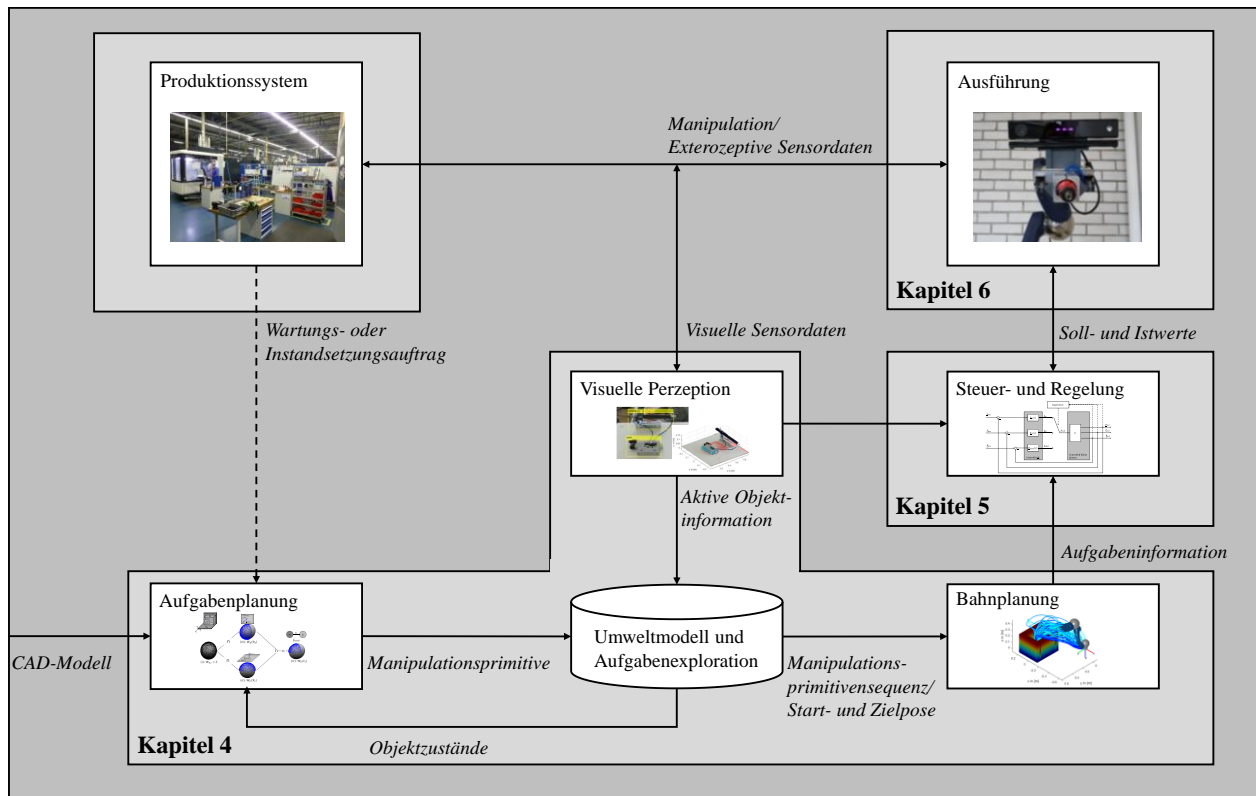 Produktionssystem
Ausführung
Manipulation/
Exterozeptive Sensordaten
Kapitel 6
Wartungs- oder
Instandsetzungsauftrag
Visuelle Sensordaten
Soll- und Istwerte
Visuelle Perzeption
Steuer- und Regelung
Aktive Objekt-
information
Kapitel 5
Aufgabeninformation
Aufgabenplanung
Umweltmodell und
Aufgabenexploration
Bahnplanung
CAD-Modell
Manipulationsprimitive
Manipulations-
primitivensequenz/
Start- und Zielpose
Kapitel 4
Objektzustände